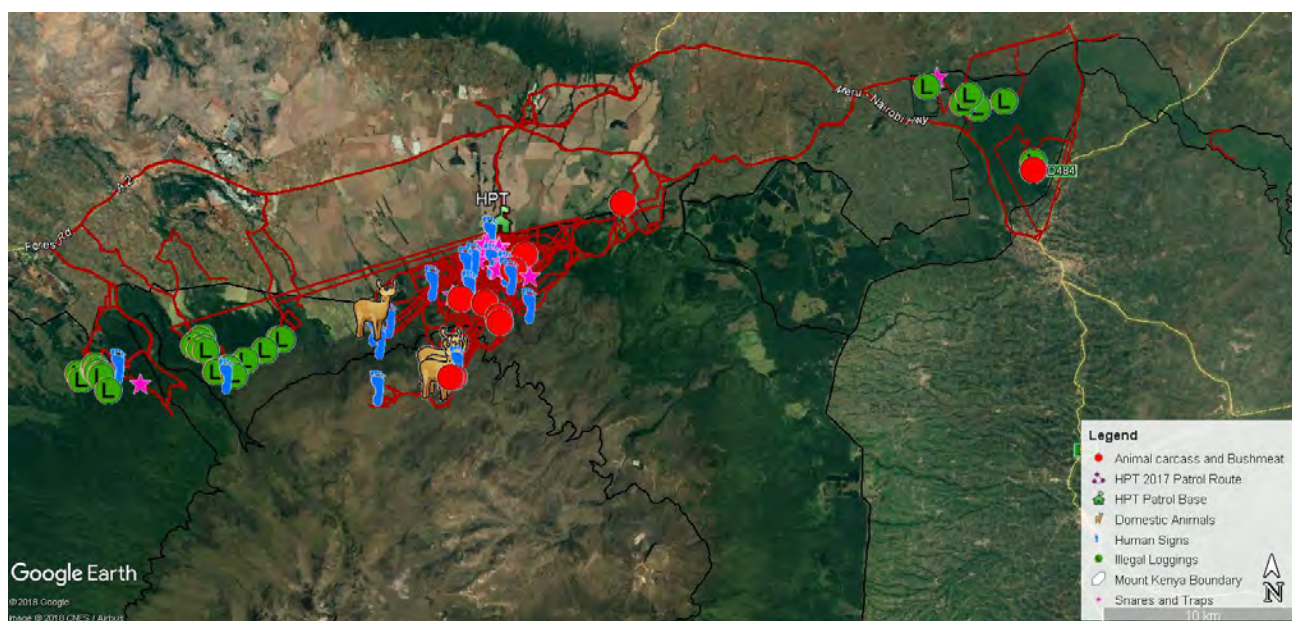 Meru - Nairobi Hwy
D484
A 2
HPT
Fores Rd
Legend
Animal carcass and Bushmeat
HPT 2017 Patrol Route
HPT Patrol Base
Domestic Animals
Human Signs
Illegal Loggings
Mount Kenya Boundary
Snares and Traps
N
10 km
Google Earth
©2018 Google
Image © 2018 CNES / Airbus
L
L
L
L
L
L
L
L
L
L
L
L